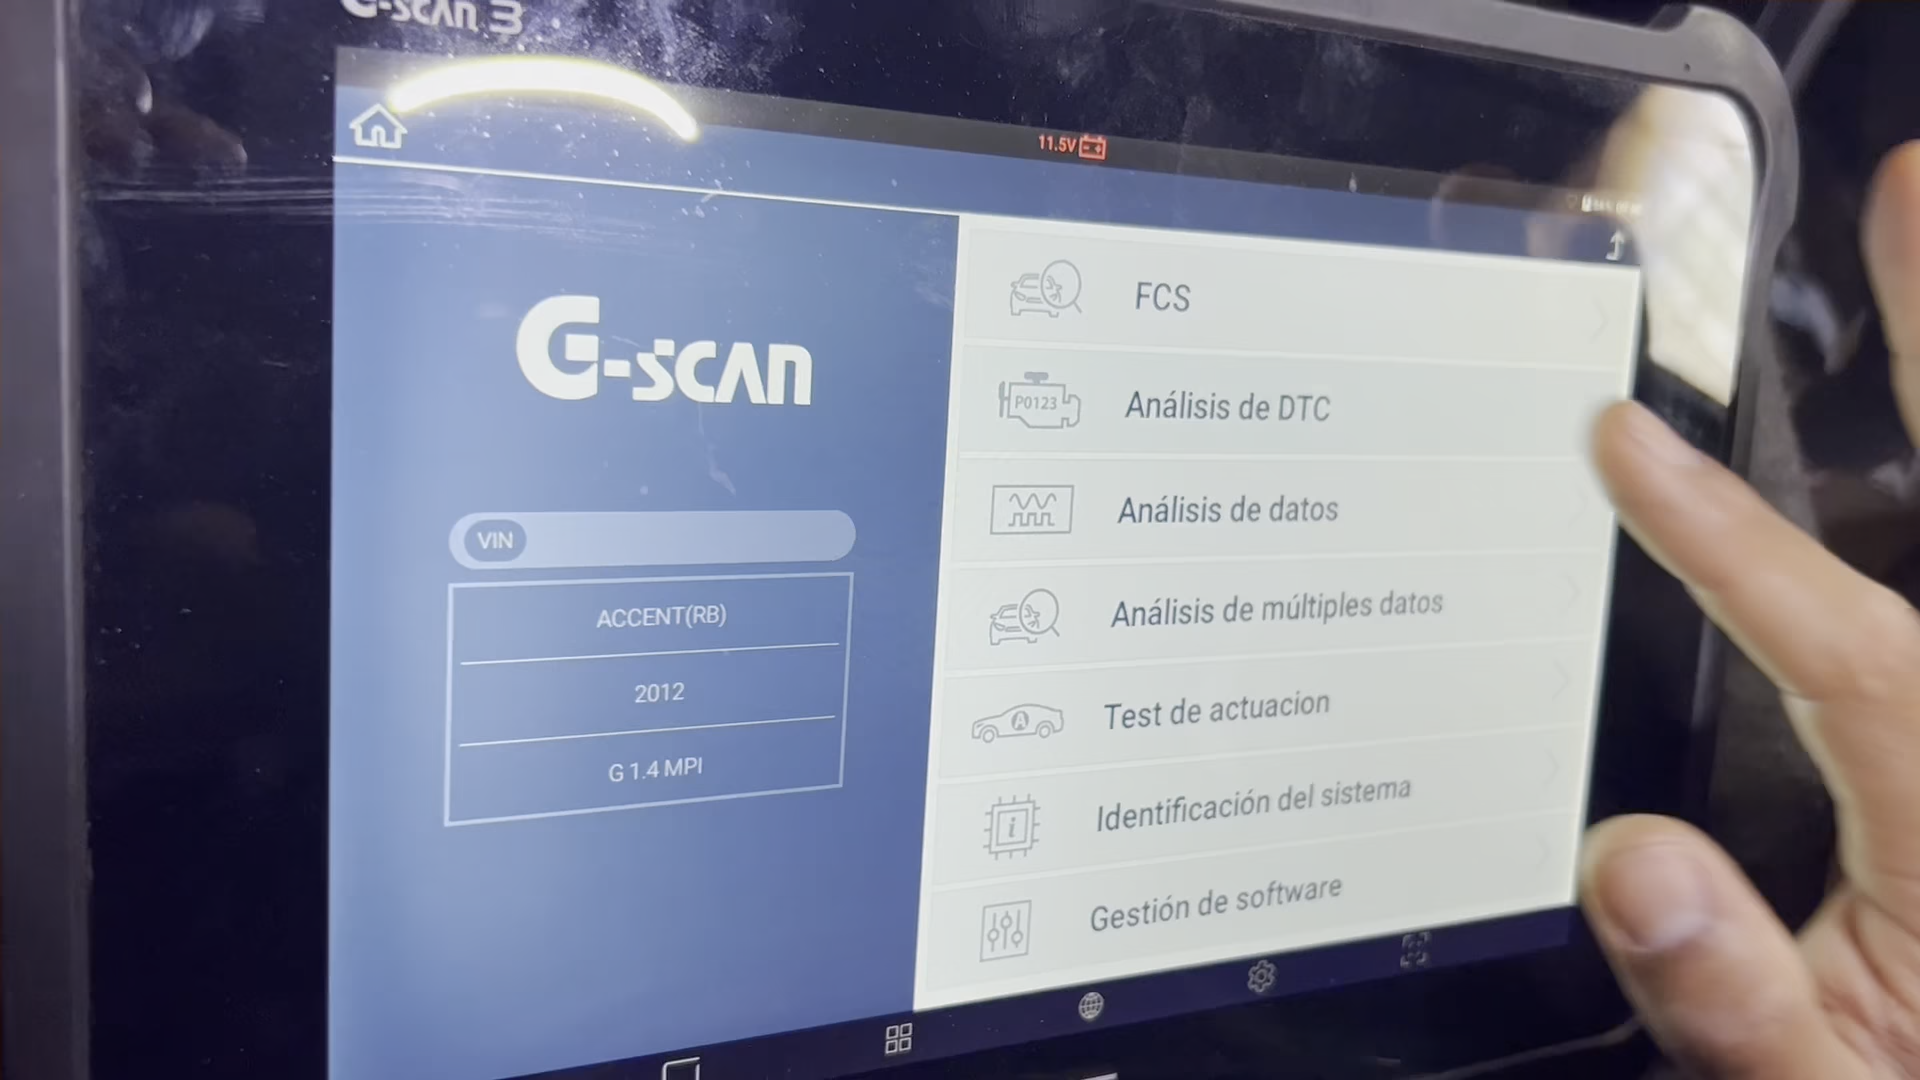 G-SCAN 3
11.5V
G-SCAN
VIN
ACCENT(RB)
2012
G 1.4 MPI
FCS
P0123
Análisis de DTC
Análisis de datos
Análisis de múltiples datos
A
Test de actuacion
i
Identificación del sistema
Gestión de software